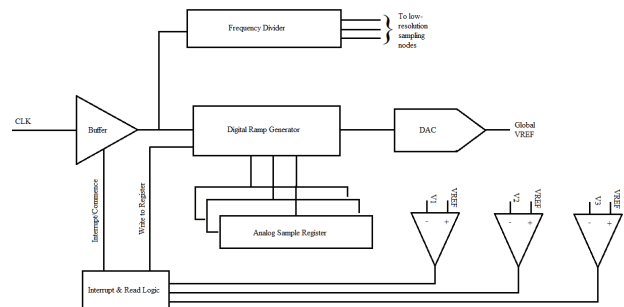 Frequency Divider
To low-
resolution
sampling
nodes
CLK
Buffer
Digital Ramp Generator
DAC
Global
VREF
Interrupt/Commence
Write to Register
V1
VREF
V2
VREF
V3
VREF
- +
- +
- +
Analog Sample Register
Interrupt & Read Logic